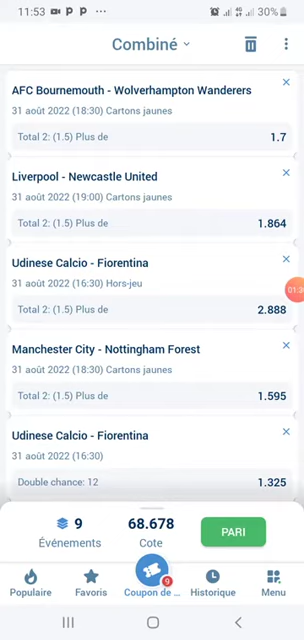 11:53 P P ... 30%
Combiné
AFC Bournemouth - Wolverhampton Wanderers
31 août 2022 (18:30) Cartons jaunes
Total 2: (1.5) Plus de 1.7
Liverpool - Newcastle United
31 août 2022 (19:00) Cartons jaunes
Total 2: (1.5) Plus de 1.864
Udinese Calcio - Fiorentina
31 août 2022 (16:30) Hors-jeu
Total 2: (1.5) Plus de 2.888
Manchester City - Nottingham Forest
31 août 2022 (18:30) Cartons jaunes
Total 2: (1.5) Plus de 1.595
Udinese Calcio - Fiorentina
31 août 2022 (16:30)
Double chance: 12 1.325
9 68.678 PARI
Événements Cote
9
Populaire Favoris Coupon de ... Historique Menu